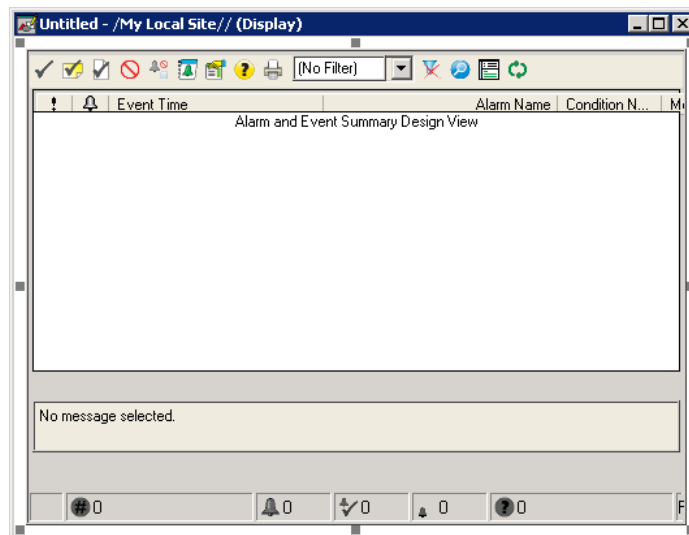 Untitled - /My Local Site// (Display)
(No Filter)
! Event Time Alarm Name Condition N...
Alarm and Event Summary Design View
No message selected.
# 0 0 0 0 ? 0